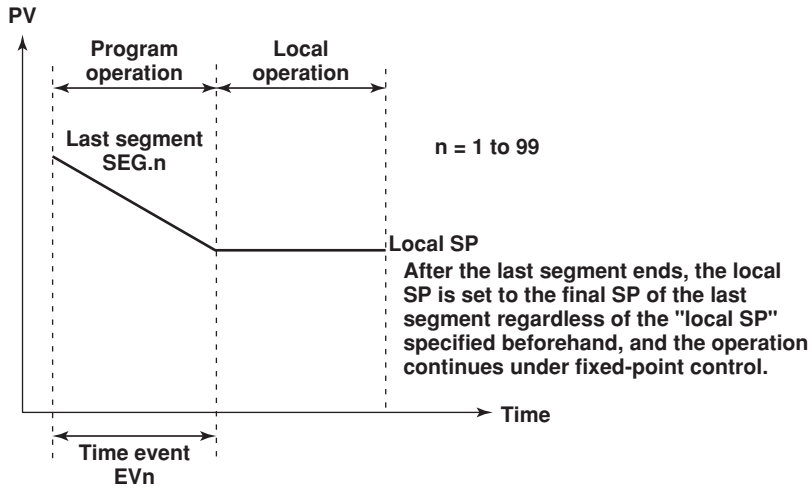 PV
Program
operation
Local
operation
Last segment
SEG.n
n = 1 to 99
Local SP
After the last segment ends, the local
SP is set to the final SP of the last
segment regardless of the "local SP"
specified beforehand, and the operation
continues under fixed-point control.
Time
Time event
EVn